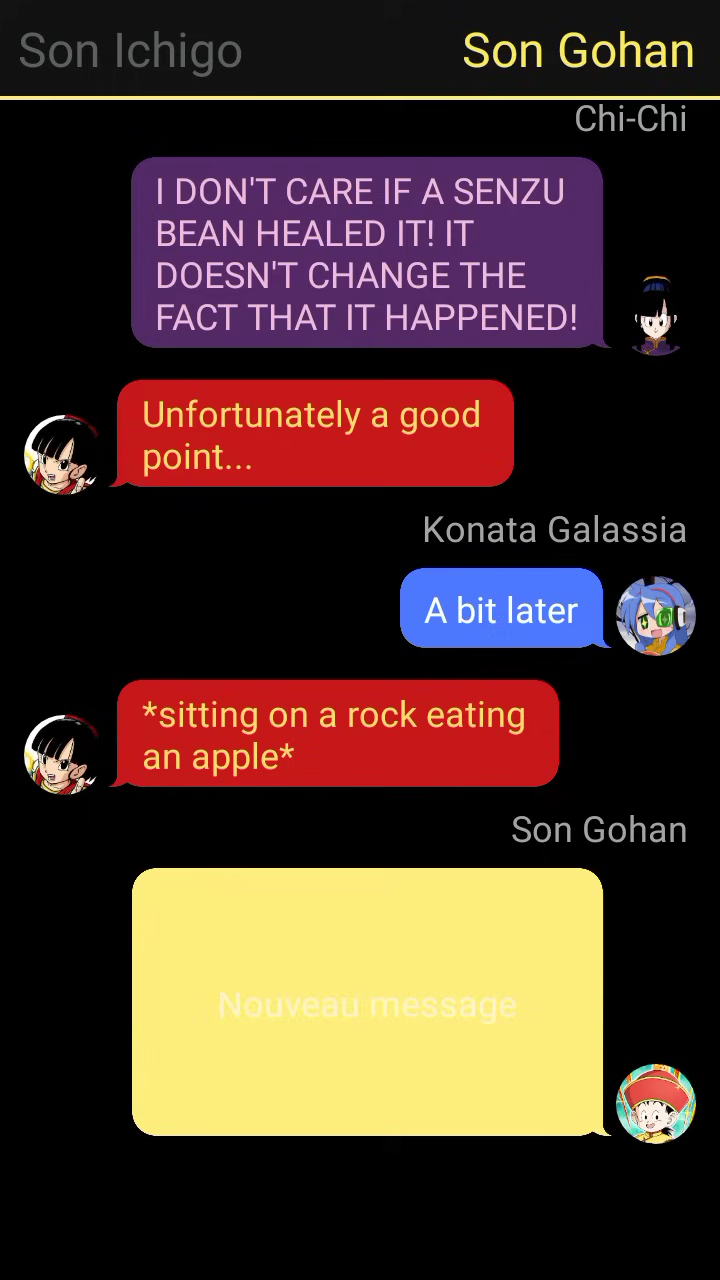 Son Ichigo
Son Gohan
Chi-Chi
I DON'T CARE IF A SENZU
BEAN HEALED IT! IT
DOESN'T CHANGE THE
FACT THAT IT HAPPENED!
Unfortunately a good
point...
Konata Galassia
A bit later
*sitting on a rock eating
an apple*
Son Gohan
Nouveau message